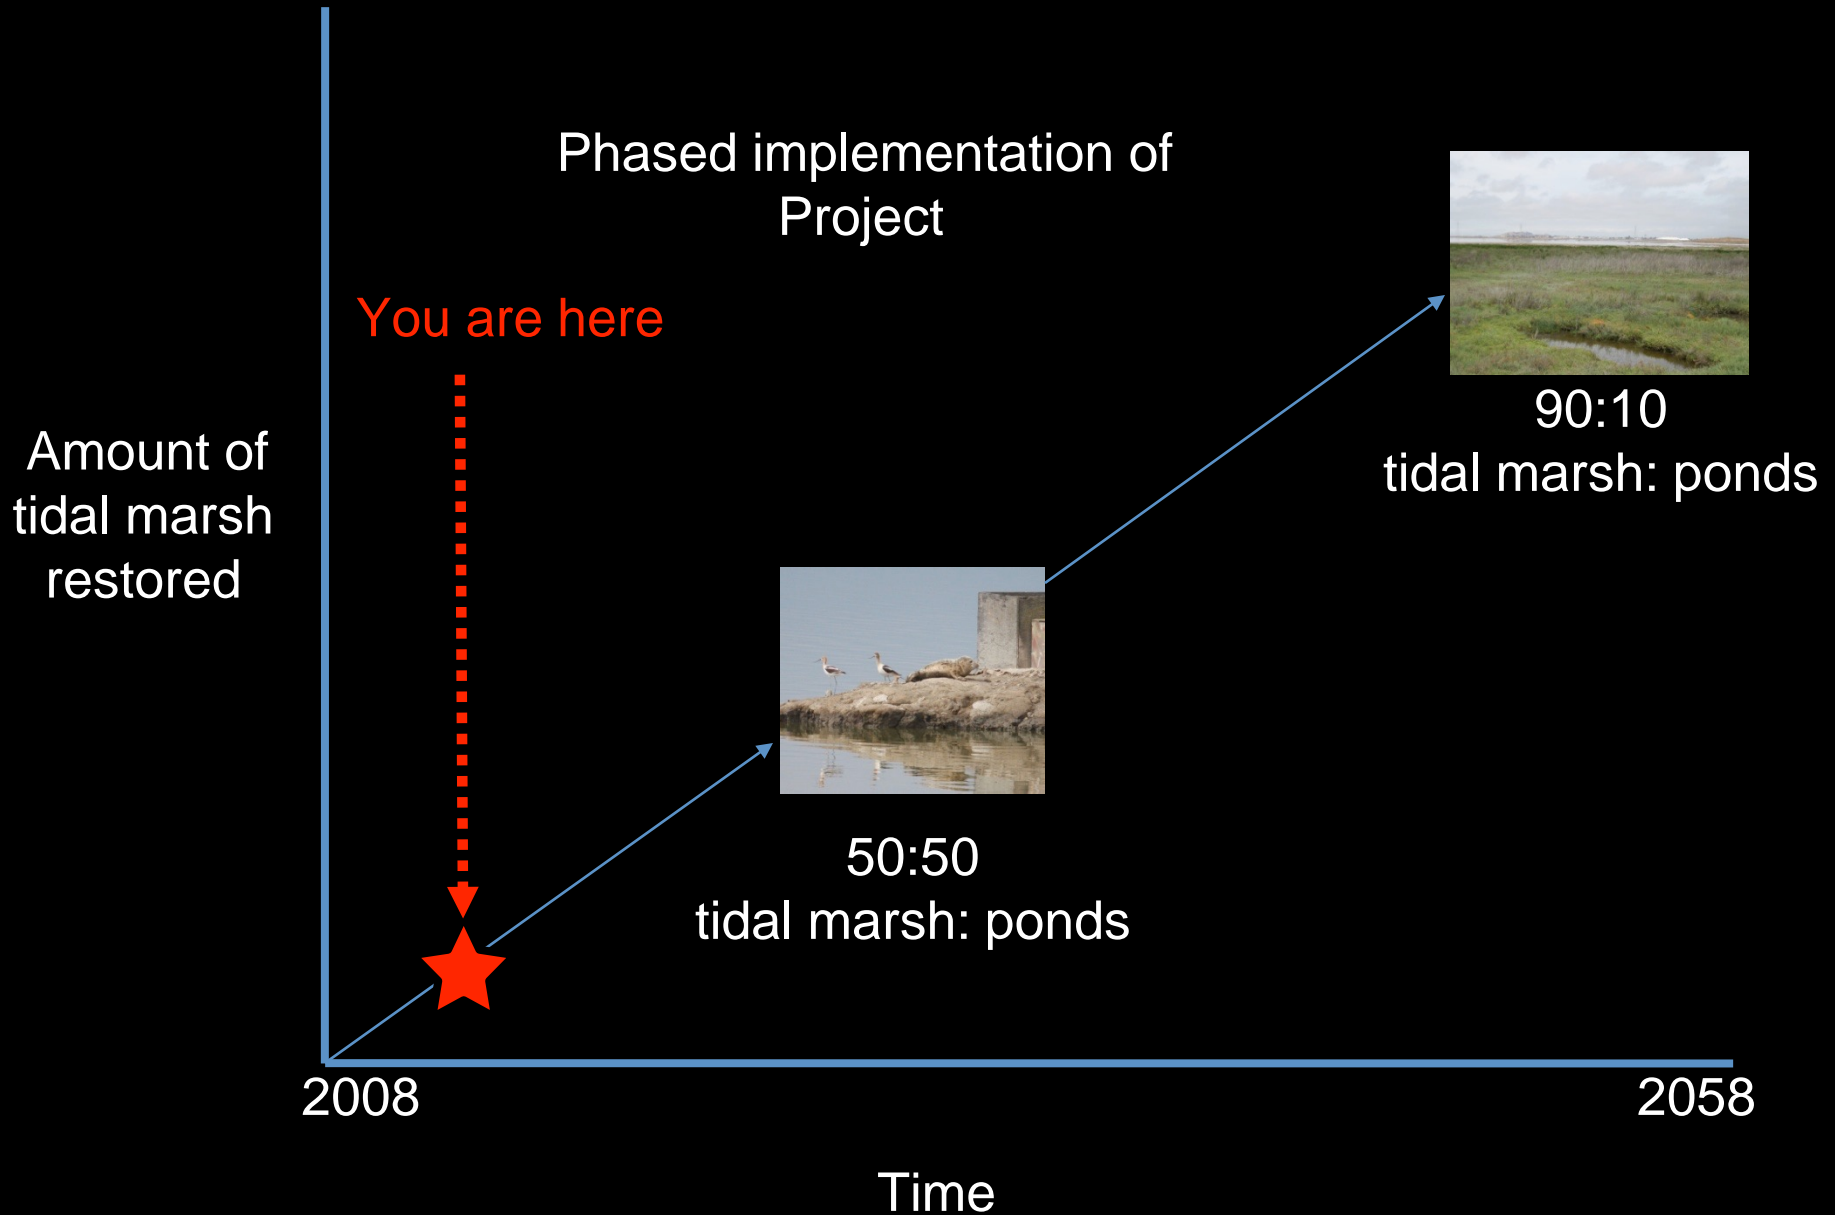 Phased implementation of
Project
You are here
Amount of
tidal marsh
restored
90:10
tidal marsh: ponds
50:50
tidal marsh: ponds
2008
2058
Time